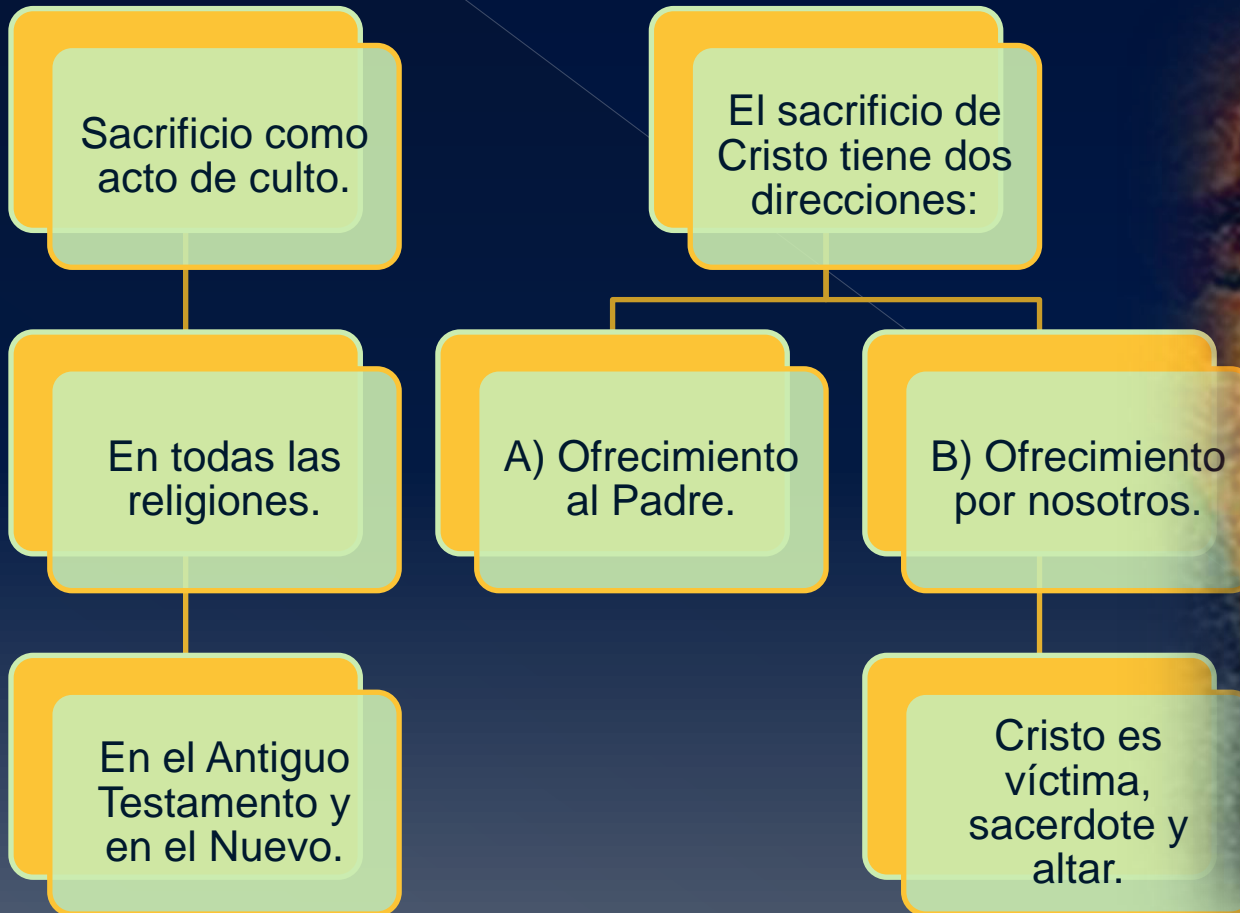 Sacrificio como
acto de culto.
En todas las
religiones.
En el Antiguo
Testamento y
en el Nuevo.
El sacrificio de
Cristo tiene dos
direcciones:
A) Ofrecimiento
al Padre.
B) Ofrecimiento
por nosotros.
Cristo es
víctima,
sacerdote y
altar.